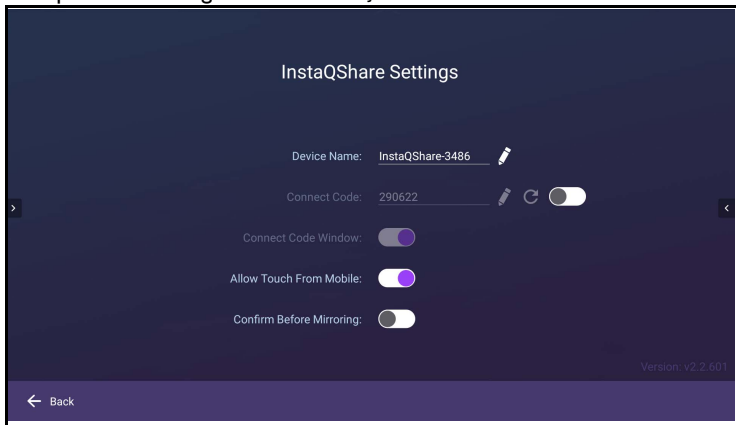 InstaQShare Settings
Device Name: InstaQShare-3486
Connect Code: 290622
Connect Code Window:
Allow Touch From Mobile:
Confirm Before Mirroring:
Version: v2.2.601
Back